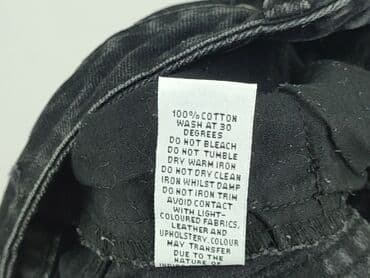 100% COTTON
WASH AT 30
DEGREES
DO NOT BLEACH
DO NOT TUMBLE
DRY WARM IRON
DO NOT DRY CLEAN
IRON WHILST DAMP
DO NOT IRON TRIM
AVOID CONTACT
WITH LIGHT-
COLOURED FABRICS,
LEATHER AND
UPHOLSTERY. COLOUR
MAY TRANSFER
DUE TO THE
NATURE OF